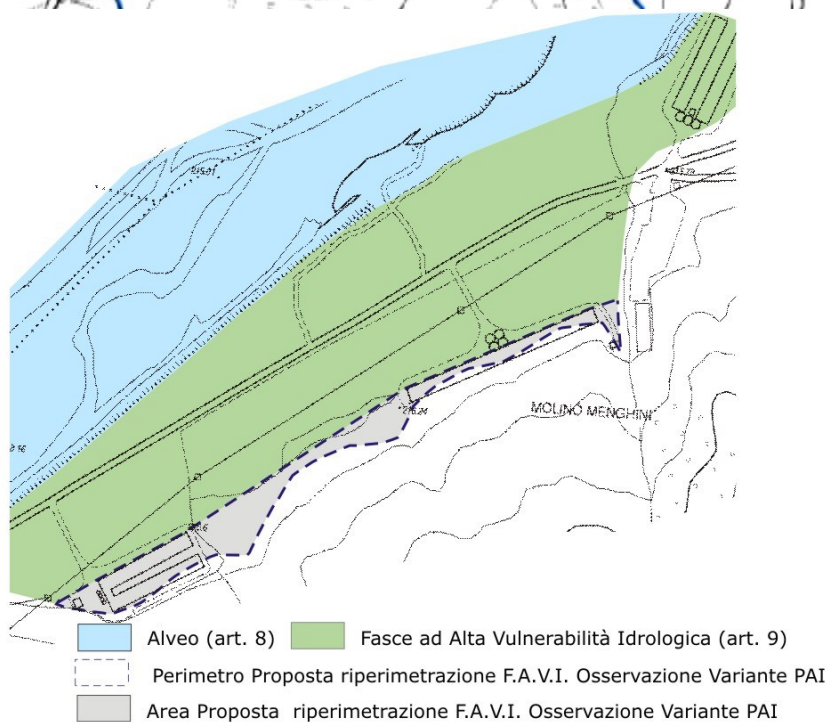 MOLINO MENGHINI
Alveo (art. 8)
Fasce ad Alta Vulnerabilità Idrologica (art. 9)
Perimetro Proposta riperimetrazione F.A.V.I. Osservazione Variante PAI
Area Proposta riperimetrazione F.A.V.I. Osservazione Variante PAI